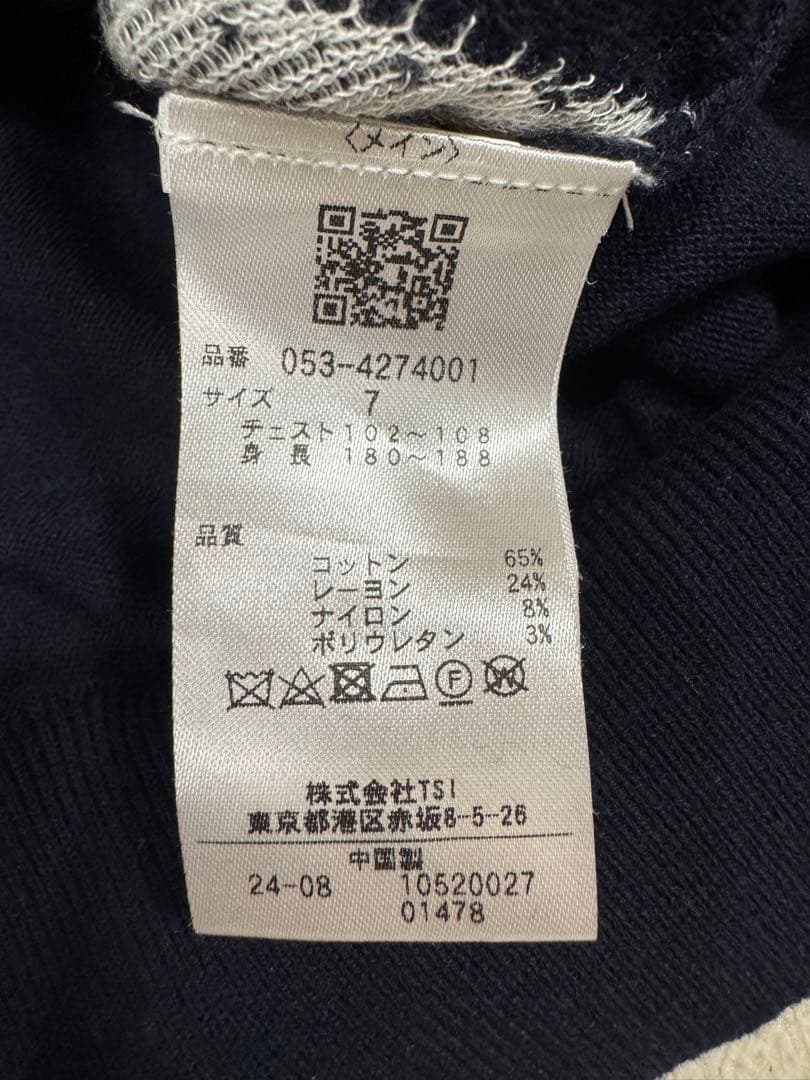 〈メイン〉
品番 053-4274001
サイズ 7
チェスト102～108
身長 180～188
品質
コットン 65%
レーヨン 24%
ナイロン 8%
ポリウレタン 3%
F
W
株式会社TSI
東京都港区赤坂8-5-26
中国製
24-08 10520027
01478